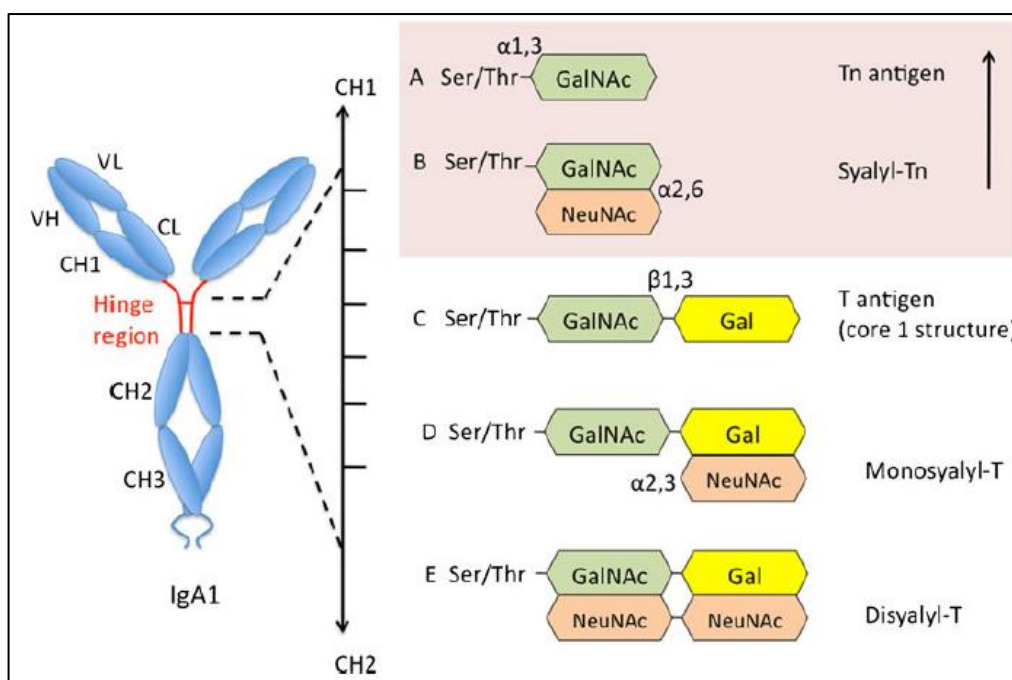 VL
VH
CL
CH1
Hinge
region
CH2
CH3
IgA1
CH1
CH2
α1,3
A Ser/Thr GalNAc Tn antigen
B Ser/Thr GalNAc Syalyl-Tn
α2,6
NeuNAc
β1,3
C Ser/Thr GalNAc Gal T antigen
(core 1 structure)
D Ser/Thr GalNAc Gal
α2,3 NeuNAc Monosyalyl-T
E Ser/Thr GalNAc Gal
NeuNAc NeuNAc Disyalyl-T